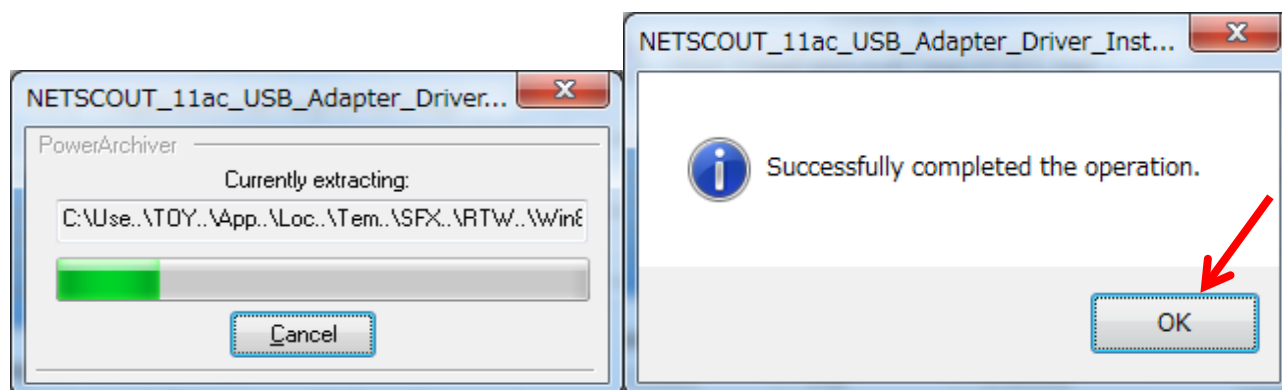 NETSCOUT_11ac_USB_Adapter_Driver...
PowerArchiver
Currently extracting:
C:\Use..\TOY..\App..\Loc..\Tem..\SFX..\RTW..\Win8
Cancel
NETSCOUT_11ac_USB_Adapter_Driver_Inst...
Successfully completed the operation.
OK